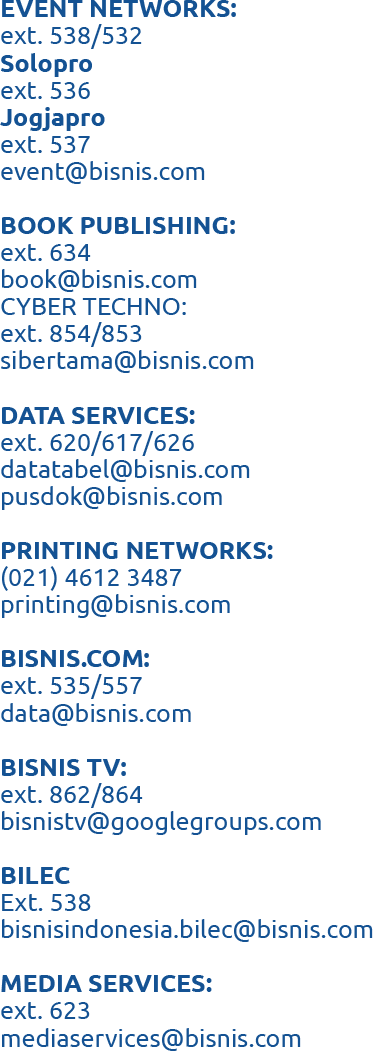 EVENT NETWORKS:
ext. 538/532
Solopro
ext. 536
Jogjapro
ext. 537
event@bisnis.com
BOOK PUBLISHING:
ext. 634
book@bisnis.com
CYBER TECHNO:
ext. 854/853
sibertama@bisnis.com
DATA SERVICES:
ext. 620/617/626
datatabel@bisnis.com
pusdok@bisnis.com
PRINTING NETWORKS:
(021) 4612 3487
printing@bisnis.com
BISNIS.COM:
ext. 535/557
data@bisnis.com
BISNIS TV:
ext. 862/864
bisnistv@googlegroups.com
BILEC
Ext. 538
bisnisindonesia.bilec@bisnis.com
MEDIA SERVICES:
ext. 623
mediaservices@bisnis.com